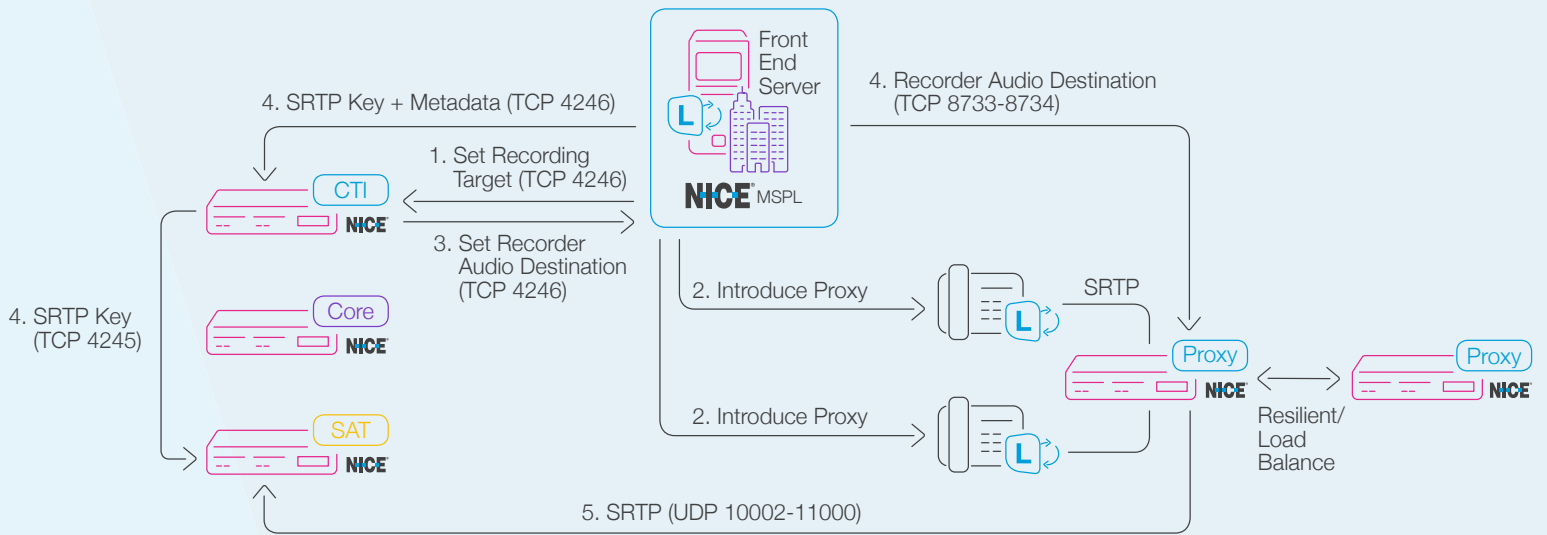 Front
End
Server
L
NICE® MSPL
4. SRTP Key + Metadata (TCP 4246)
4. Recorder Audio Destination
(TCP 8733-8734)
1. Set Recording
Target (TCP 4246)
CTI
NICE®
3. Set Recorder
Audio Destination
(TCP 4246)
4. SRTP Key
(TCP 4245)
Core
NICE®
SAT
NICE®
2. Introduce Proxy
L
SRTP
2. Introduce Proxy
L
Proxy
NICE®
Proxy
NICE®
Resilient/
Load
Balance
5. SRTP (UDP 10002-11000)